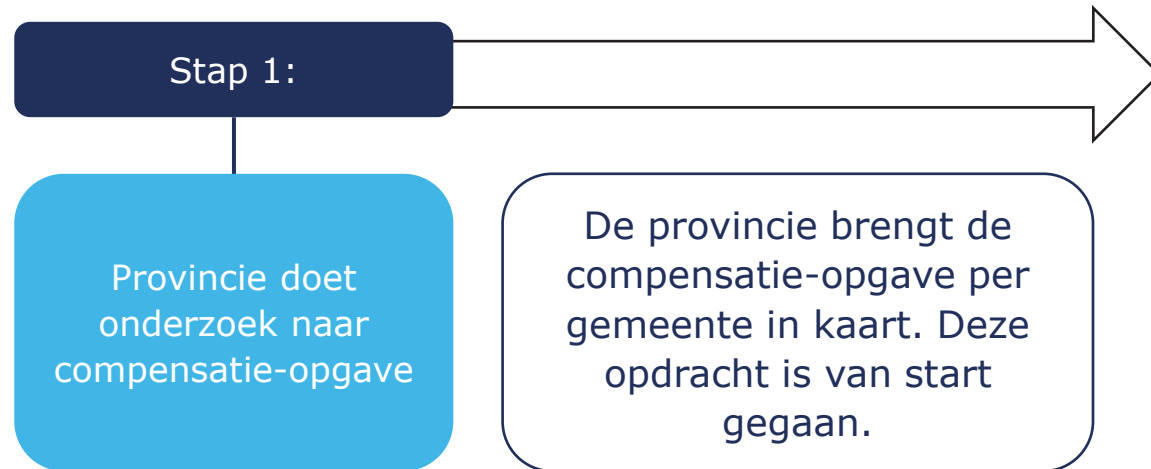 Stap 1:
Provincie doet
onderzoek naar
compensatie-opgave
De provincie brengt de
compensatie-opgave per
gemeente in kaart. Deze
opdracht is van start
gegaan.